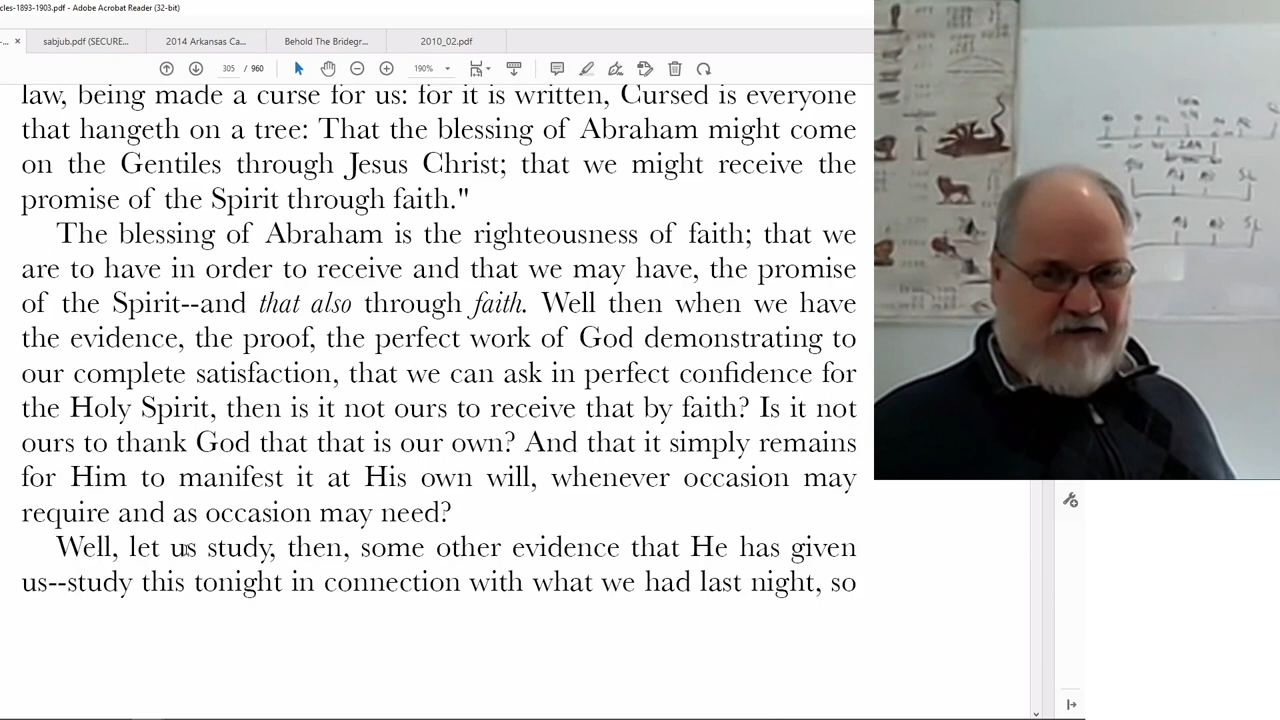 cles-1893-1903.pdf - Adobe Acrobat Reader (32-bit)
sabjub.pdf (SECURE... 2014 Arkansas Ca... Behold The Bridegr... 2010_02.pdf
305 / 960 190%
law, being made a curse for us: for it is written, Cursed is everyone
that hangeth on a tree: That the blessing of Abraham might come
on the Gentiles through Jesus Christ; that we might receive the
promise of the Spirit through faith."
The blessing of Abraham is the righteousness of faith; that we
are to have in order to receive and that we may have, the promise
of the Spirit--and that also through faith. Well then when we have
the evidence, the proof, the perfect work of God demonstrating to
our complete satisfaction, that we can ask in perfect confidence for
the Holy Spirit, then is it not ours to receive that by faith? Is it not
ours to thank God that that is our own? And that it simply remains
for Him to manifest it at His own will, whenever occasion may
require and as occasion may need?
Well, let us study, then, some other evidence that He has given
us--study this tonight in connection with what we had last night, so